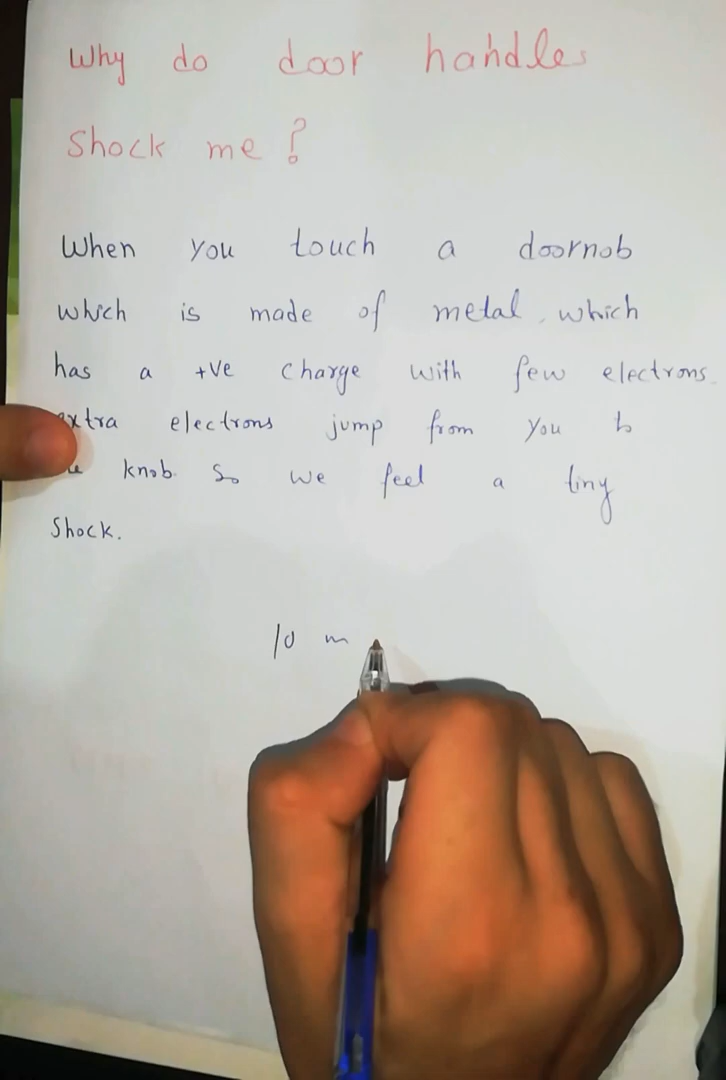 Why do door handles
Shock me?
When you touch a doornob
which is made of metal, which
has a +ve charge with few electrons.
extra electrons jump from you to
knob. So we feel a tiny
Shock.
10 m